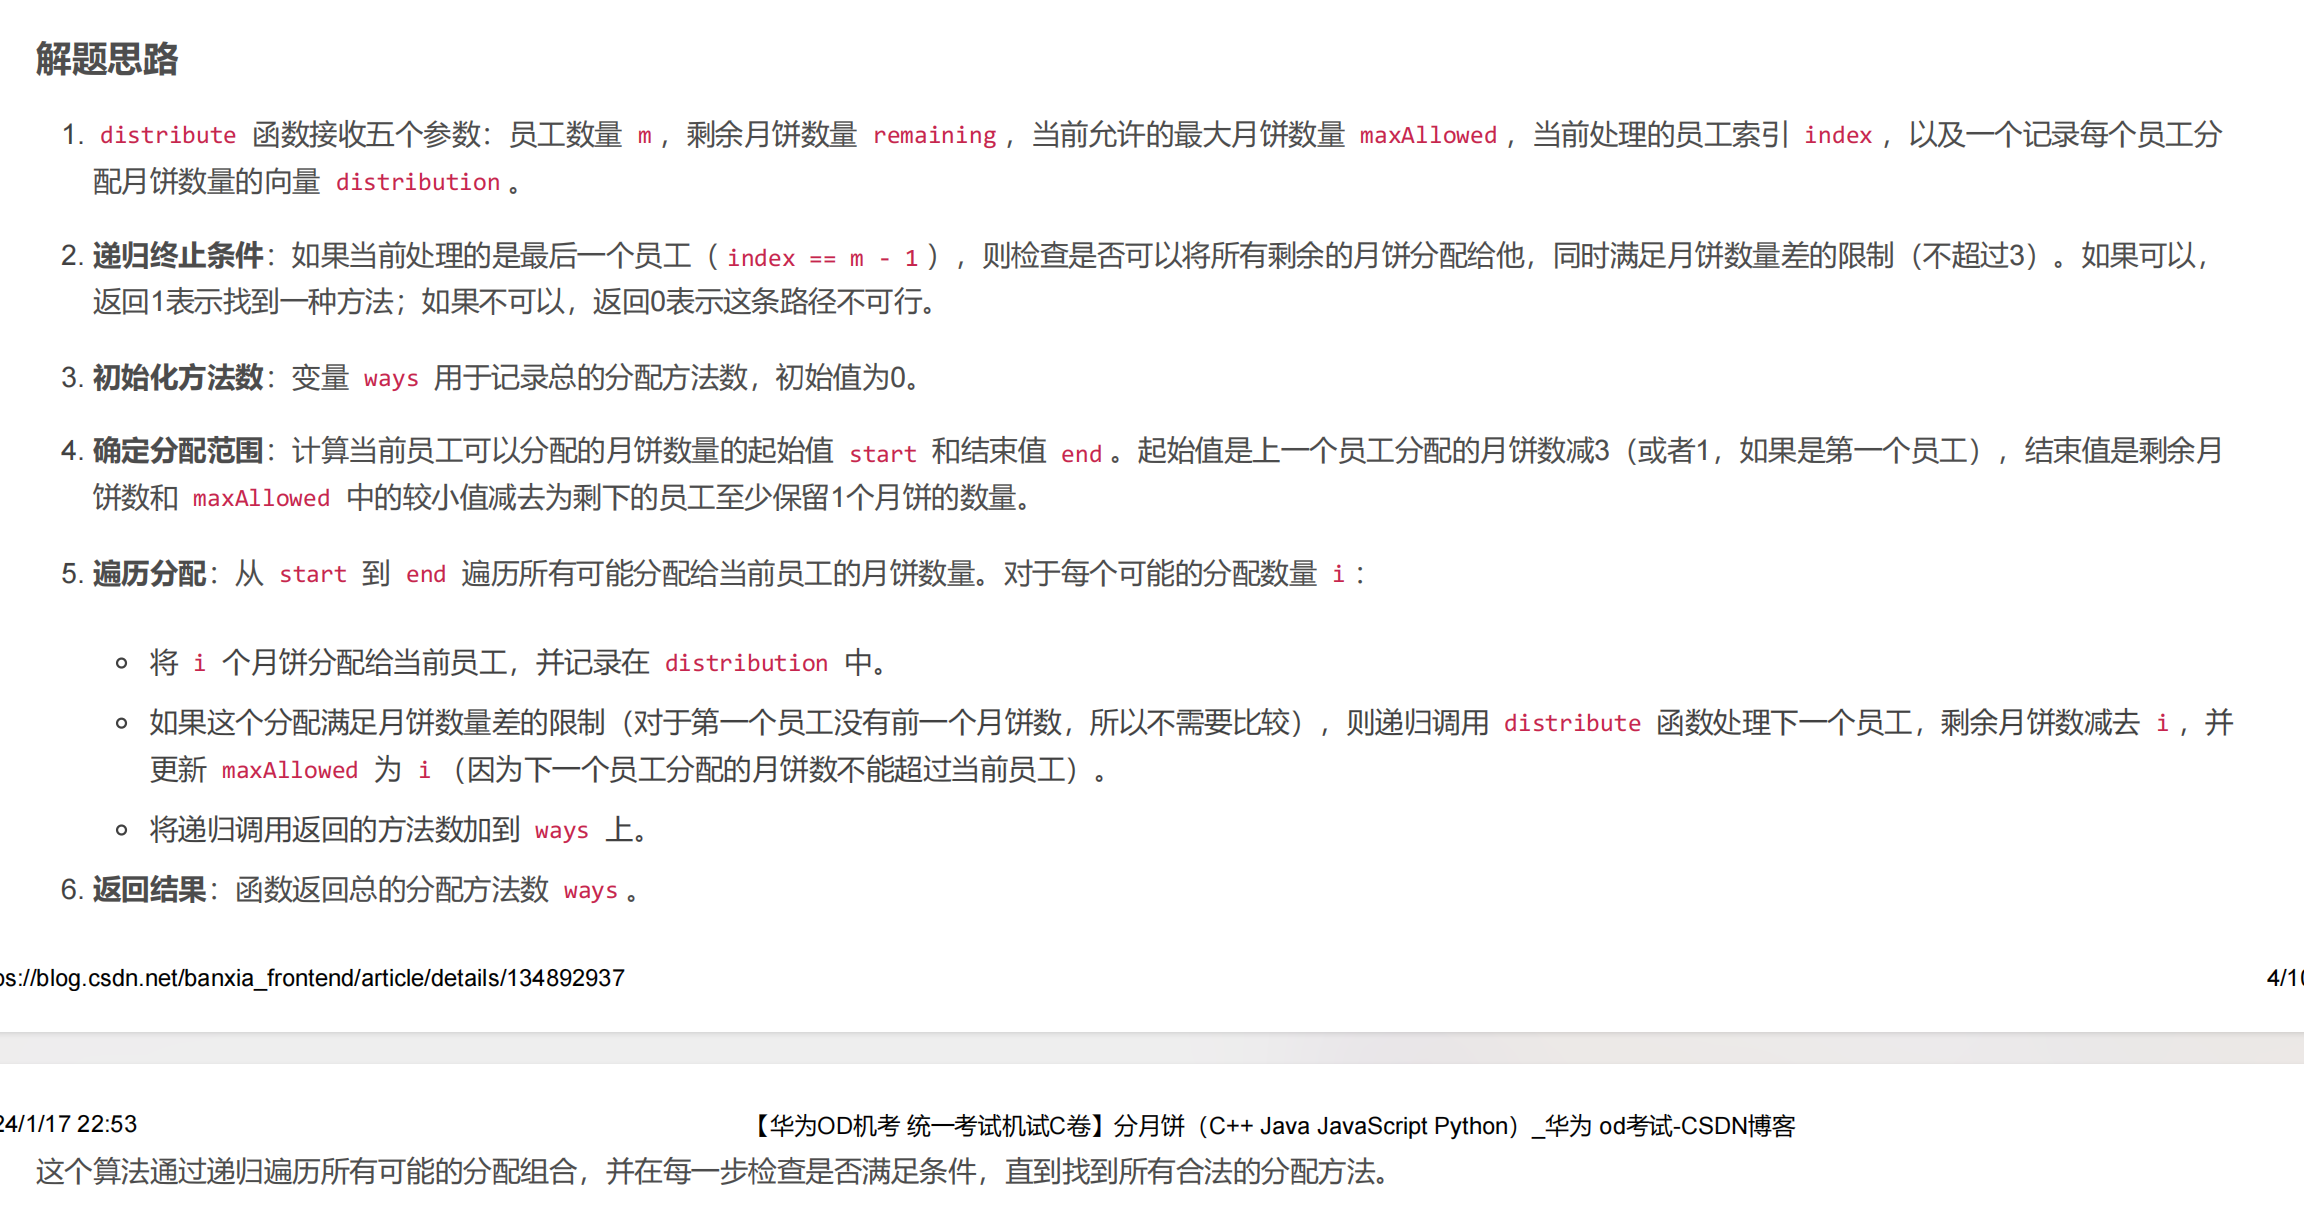 解题思路
1. distribute 函数接收五个参数：员工数量 m ，剩余月饼数量 remaining ，当前允许的最大月饼数量 maxAllowed ，当前处理的员工索引 index ，以及一个记录每个员工分
配月饼数量的向量 distribution 。
2. 递归终止条件：如果当前处理的是最后一个员工（ index == m - 1 ），则检查是否可以将所有剩余的月饼分配给他，同时满足月饼数量差的限制（不超过3）。如果可以，
返回1表示找到一种方法；如果不可以，返回0表示这条路径不可行。
3. 初始化方法数：变量 ways 用于记录总的分配方法数，初始值为0。
4. 确定分配范围：计算当前员工可以分配的月饼数量的起始值 start 和结束值 end 。起始值是上一个员工分配的月饼数减3（或者1，如果是第一个员工），结束值是剩余月
饼数和 maxAllowed 中的较小值减去为剩下的员工至少保留1个月饼的数量。
5. 遍历分配：从 start 到 end 遍历所有可能分配给当前员工的月饼数量。对于每个可能的分配数量 i ：
将 i 个月饼分配给当前员工，并记录在 distribution 中。
如果这个分配满足月饼数量差的限制（对于第一个员工没有前一个月饼数，所以不需要比较），则递归调用 distribute 函数处理下一个员工，剩余月饼数减去 i ，并
更新 maxAllowed 为 i （因为下一个员工分配的月饼数不能超过当前员工）。
将递归调用返回的方法数加到 ways 上。
6. 返回结果：函数返回总的分配方法数 ways 。
ps://blog.csdn.net/banxia_frontend/article/details/134892937
4/10
24/1/17 22:53
【华为OD机考 统一考试机试C卷】分月饼（C++ Java JavaScript Python）_华为 od考试-CSDN博客
这个算法通过递归遍历所有可能的分配组合，并在每一步检查是否满足条件，直到找到所有合法的分配方法。